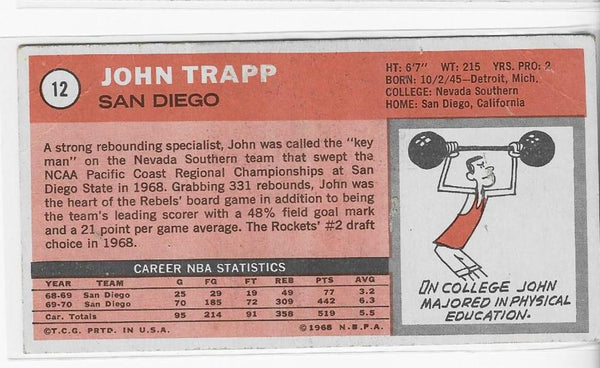 12
JOHN TRAPP
SAN DIEGO
HT: 6'7" WT: 215 YRS. PRO: 2
BORN: 10/2/45—Detroit, Mich.
COLLEGE: Nevada Southern
HOME: San Diego, California
A strong rebounding specialist, John was called the "key
man" on the Nevada Southern team that swept the
NCAA Pacific Coast Regional Championships at San
Diego State in 1968. Grabbing 331 rebounds, John was
the heart of the Rebels' board game in addition to being
the team's leading scorer with a 48% field goal mark
and a 21 point per game average. The Rockets' #2 draft
choice in 1968.
CAREER NBA STATISTICS
YEAR TEAM G FG FT REB PTS AVG
68-69 San Diego 25 29 19 49 77 3.2
69-70 San Diego 70 185 72 309 442 6.3
Car. Totals 95 214 91 358 519 5.5
©T.C.G. PRTD. IN U.S.A. ©1968 N.B.P.A.
IN COLLEGE JOHN
MAJORED IN PHYSICAL
EDUCATION.